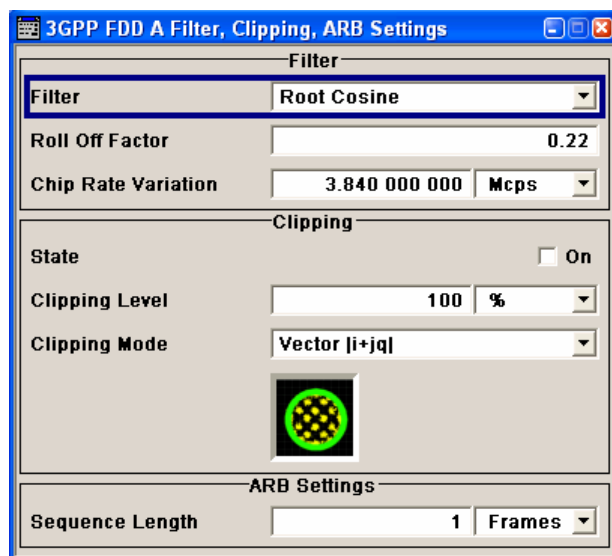 3GPP FDD A Filter, Clipping, ARB Settings
Filter
Filter Root Cosine
Roll Off Factor 0.22
Chip Rate Variation 3.840 000 000 Mcps
Clipping
State On
Clipping Level 100 %
Clipping Mode Vector |i+jq|
ARB Settings
Sequence Length 1 Frames